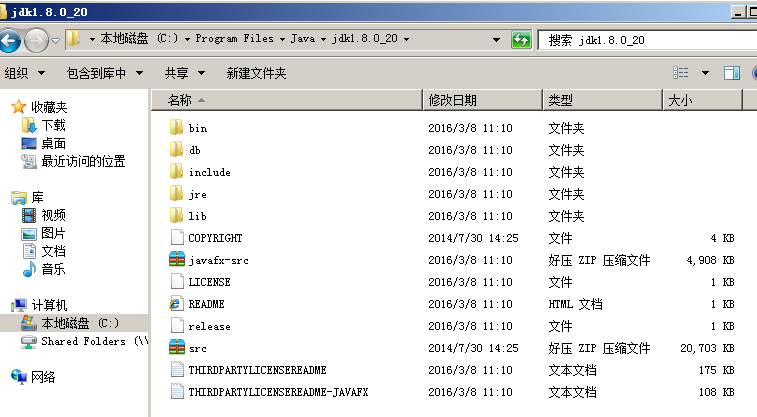 jdk1.8.0_20
本地磁盘 (C:) Program Files Java jdk1.8.0_20
搜索 jdk1.8.0_20
组织 包含到库中 共享 新建文件夹
收藏夹
下载
桌面
最近访问的位置
库
视频
图片
文档
音乐
计算机
本地磁盘 (C:)
Shared Folders (\\
网络
名称 修改日期 类型 大小
bin 2016/3/8 11:10 文件夹
db 2016/3/8 11:10 文件夹
include 2016/3/8 11:10 文件夹
jre 2016/3/8 11:10 文件夹
lib 2016/3/8 11:10 文件夹
COPYRIGHT 2014/7/30 14:25 文件 4 KB
javafx-src 2016/3/8 11:10 好压 ZIP 压缩文件 4,908 KB
LICENSE 2016/3/8 11:10 文件 1 KB
README 2016/3/8 11:10 HTML 文档 1 KB
release 2016/3/8 11:10 文件 1 KB
src 2014/7/30 14:25 好压 ZIP 压缩文件 20,703 KB
THIRDPARTYLICENSEREADME 2016/3/8 11:10 文本文档 175 KB
THIRDPARTYLICENSEREADME-JAVAFX 2016/3/8 11:10 文本文档 108 KB